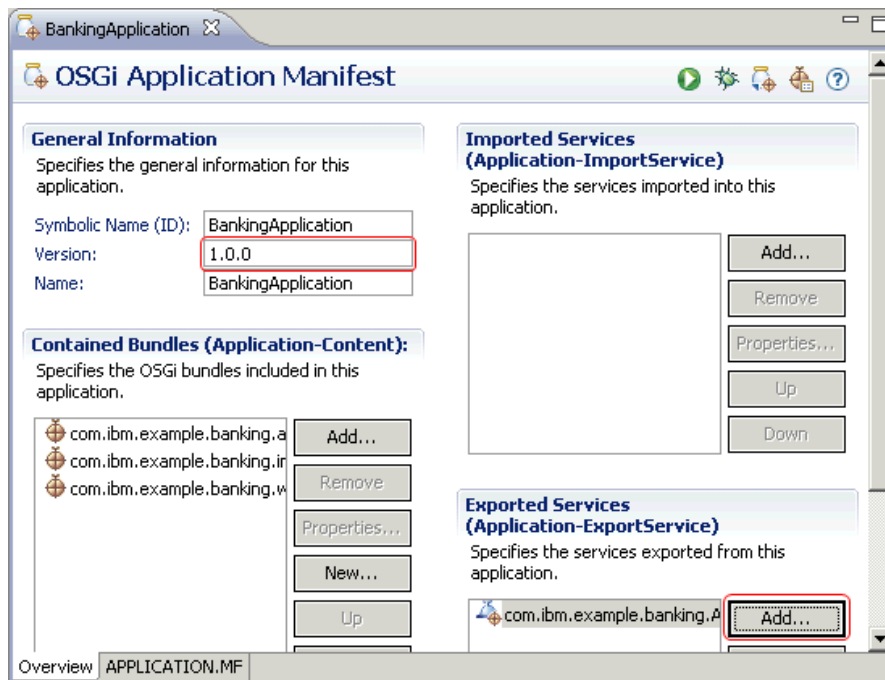 BankingApplication
OSGi Application Manifest
General Information
Specifies the general information for this
application.
Symbolic Name (ID): BankingApplication
Version: 1.0.0
Name: BankingApplication
Contained Bundles (Application-Content):
Specifies the OSGi bundles included in this
application.
com.ibm.example.banking.a
com.ibm.example.banking.ir
com.ibm.example.banking.w
Add...
Remove
Properties...
New...
Up
Imported Services
(Application-ImportService)
Specifies the services imported into this
application.
Add...
Remove
Properties...
Up
Down
Exported Services
(Application-ExportService)
Specifies the services exported from this
application.
com.ibm.example.banking.A
Add...
Overview APPLICATION.MF